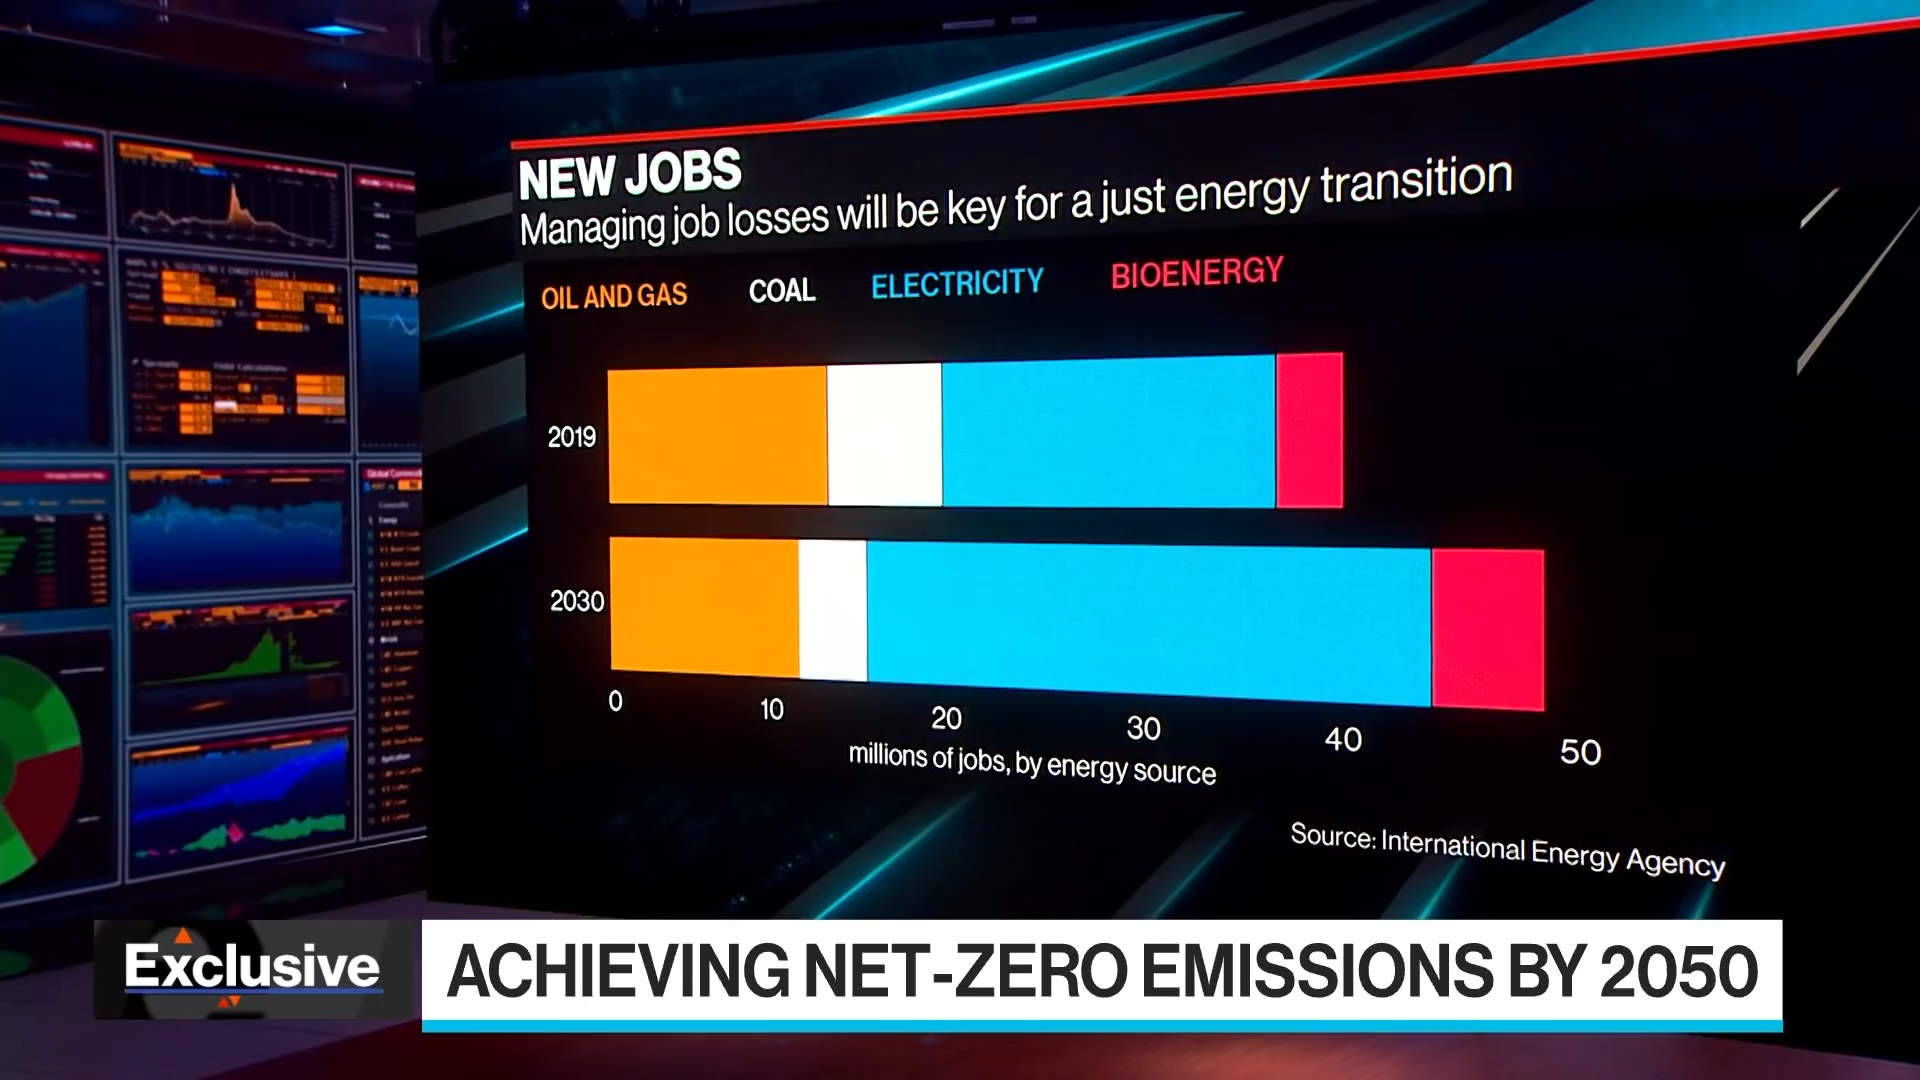 NEW JOBS
Managing job losses will be key for a just energy transition
OIL AND GAS COAL ELECTRICITY BIOENERGY
2019
2030
0 10 20 30 40 50
millions of jobs, by energy source
Source: International Energy Agency
Exclusive
ACHIEVING NET-ZERO EMISSIONS BY 2050